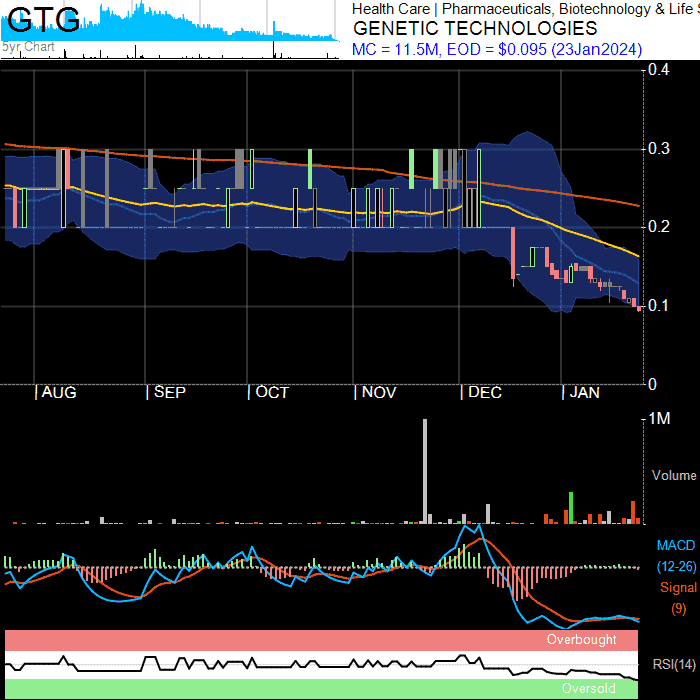 GTG
5yr Chart
Health Care | Pharmaceuticals, Biotechnology & Life S
GENETIC TECHNOLOGIES
MC = 11.5M, EOD = $0.095 (23Jan2024)
0.4
0.3
0.2
0.1
0
| AUG | SEP | OCT | NOV | DEC | JAN
1M
Volume
MACD
(12-26)
Signal
(9)
Overbought
RSI(14)
Oversold